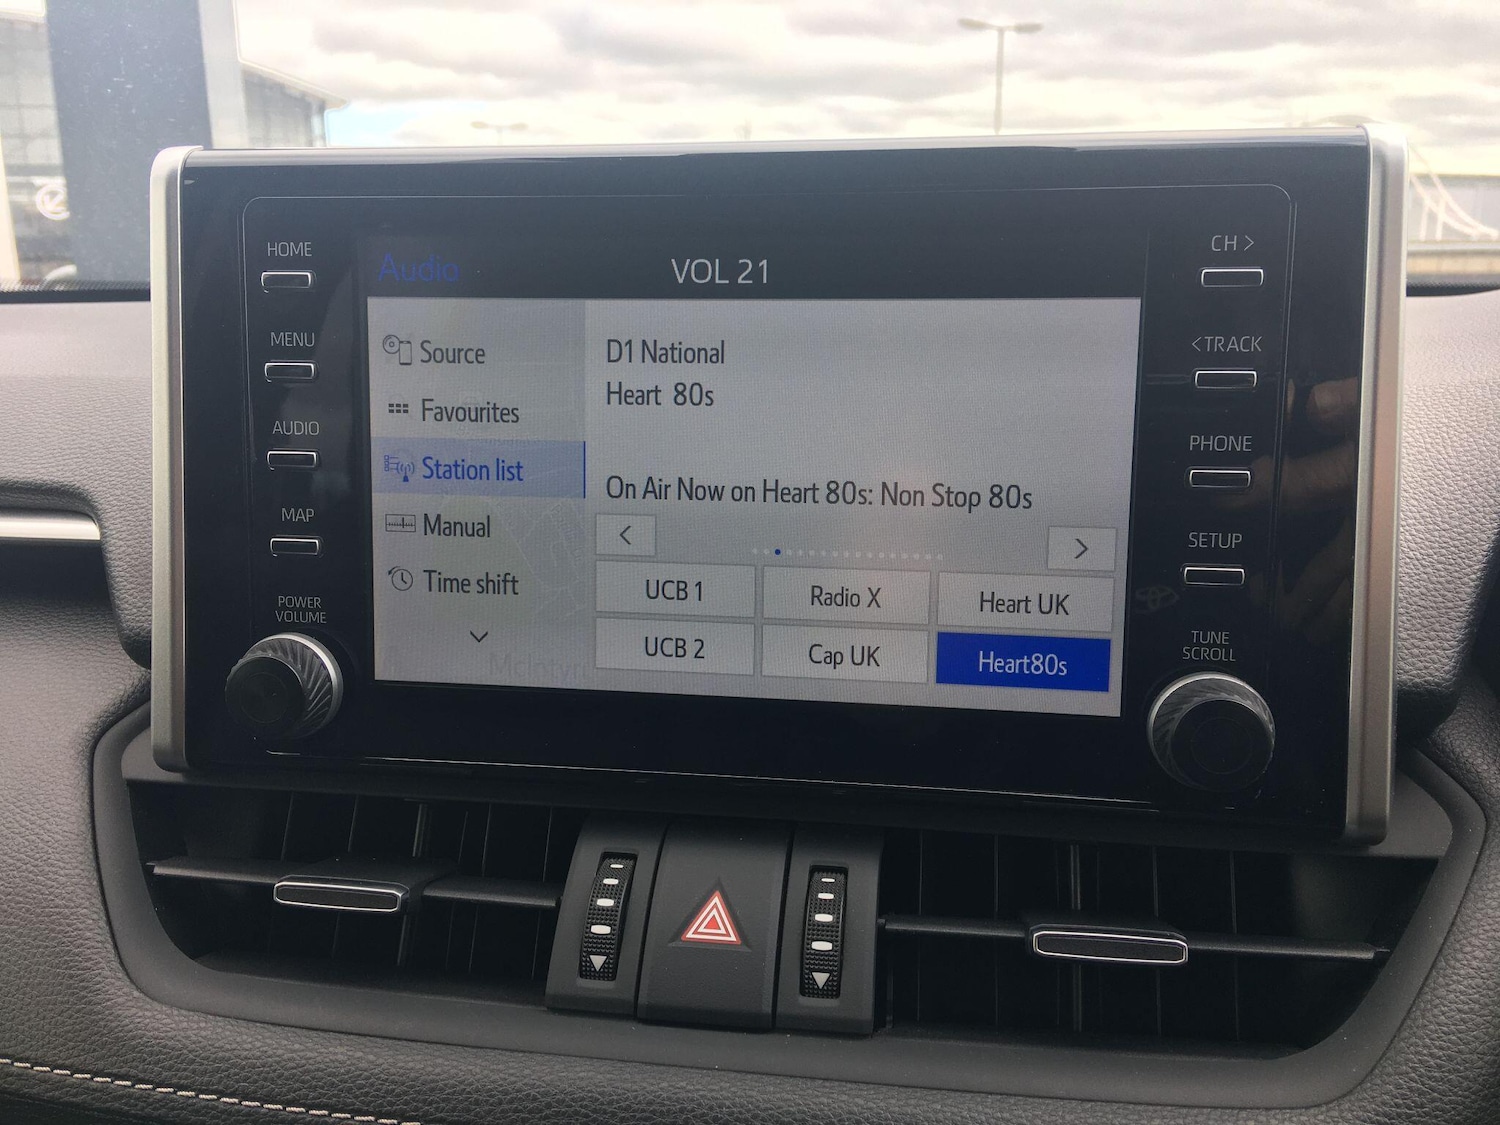 HOME
MENU
AUDIO
MAP
POWER
VOLUME
Audio
VOL 21
Source
Favourites
Station list
Manual
Time shift
D1 National
Heart 80s
On Air Now on Heart 80s: Non Stop 80s
<
>
UCB 1
Radio X
Heart UK
UCB 2
Cap UK
Heart80s
CH >
<TRACK
PHONE
SETUP
TUNE
SCROLL